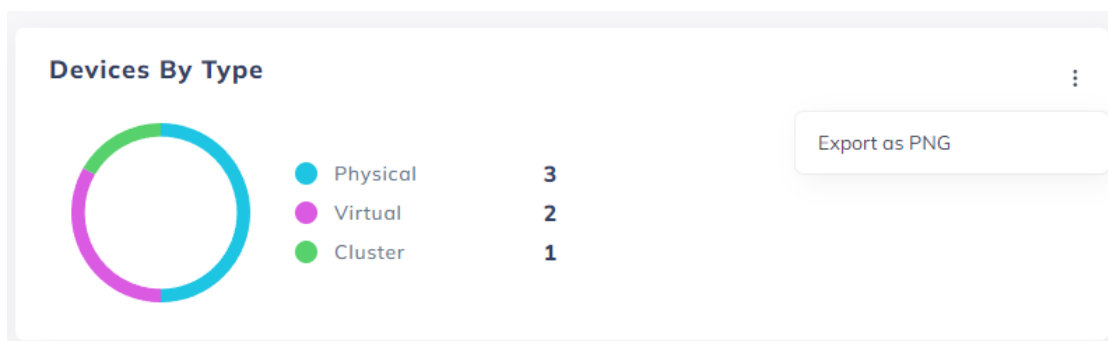 Devices By Type
Export as PNG
Physical 3
Virtual 2
Cluster 1